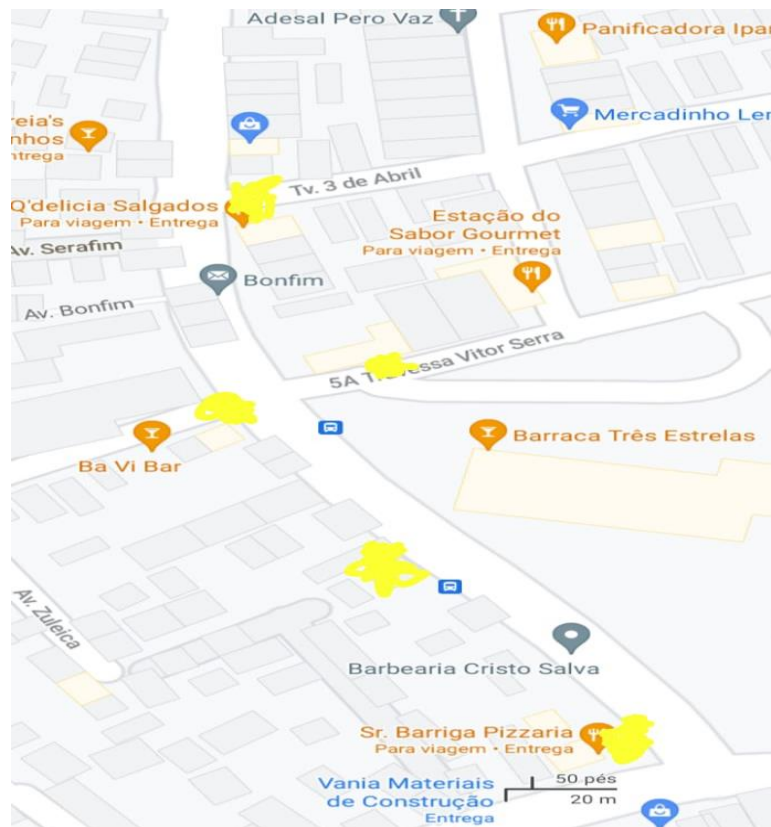 Adesal Pero Vaz
Panificadora Ipar
reia's
nhos
ntrega
Mercadinho Ler
Tv. 3 de Abril
Q'delicia Salgados
Para viagem • Entrega
Estação do
Sabor Gourmet
Para viagem • Entrega
Av. Serafim
Bonfim
Av. Bonfim
5A T essa Vitor Serra
Barraca Três Estrelas
Ba Vi Bar
Av. Zuleica
Barbearia Cristo Salva
Sr. Barriga Pizzaria
Para viagem • Entrega
Vania Materiais
de Construção
Entrega
50 pés
20 m